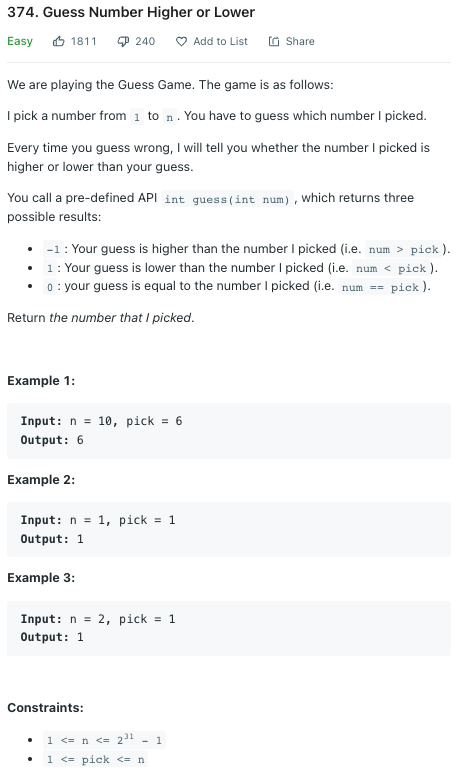 374. Guess Number Higher or Lower
Easy 1811 240 Add to List Share
We are playing the Guess Game. The game is as follows:
I pick a number from 1 to n. You have to guess which number I picked.
Every time you guess wrong, I will tell you whether the number I picked is
higher or lower than your guess.
You call a pre-defined API int guess(int num), which returns three
possible results:
• -1: Your guess is higher than the number I picked (i.e. num > pick).
• 1: Your guess is lower than the number I picked (i.e. num < pick).
• 0: your guess is equal to the number I picked (i.e. num == pick).
Return the number that I picked.
Example 1:
Input: n = 10, pick = 6
Output: 6
Example 2:
Input: n = 1, pick = 1
Output: 1
Example 3:
Input: n = 2, pick = 1
Output: 1
Constraints:
• 1 <= n <= 2³¹ - 1
• 1 <= pick <= n